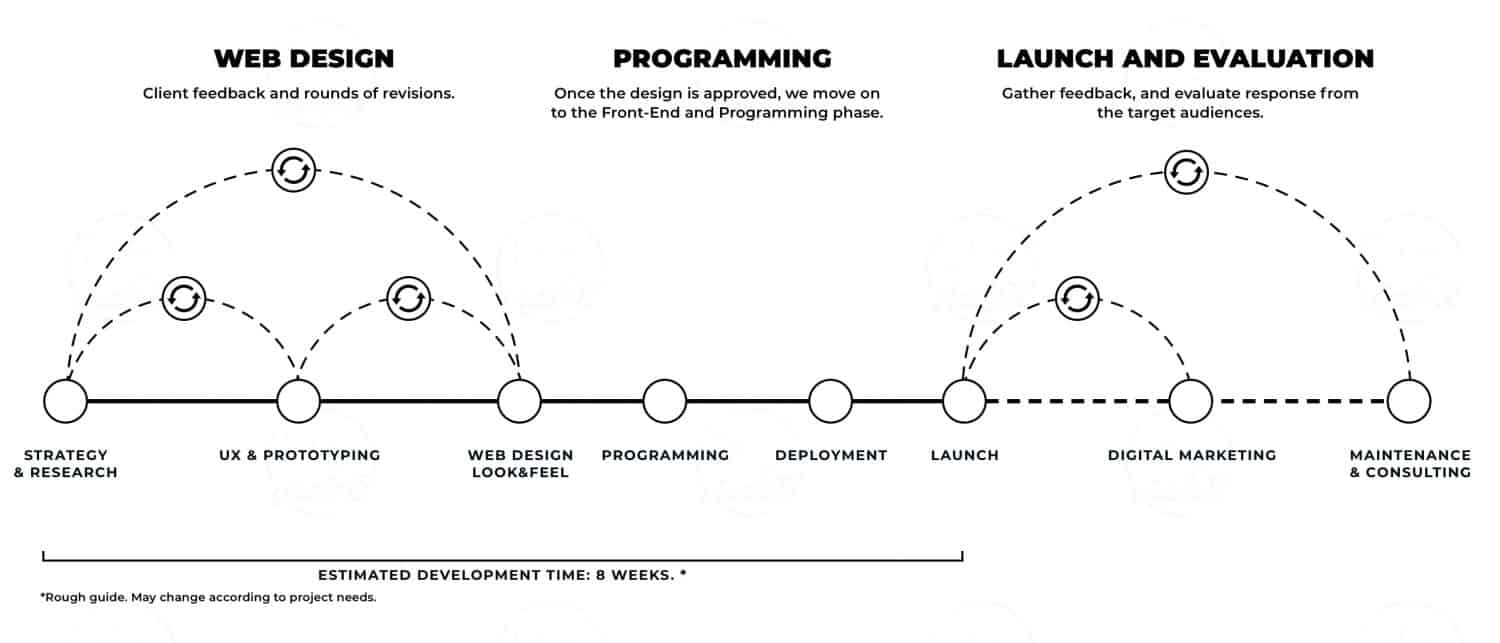 WEB DESIGN
Client feedback and rounds of revisions.
PROGRAMMING
Once the design is approved, we move on
to the Front-End and Programming phase.
LAUNCH AND EVALUATION
Gather feedback, and evaluate response from
the target audiences.
STRATEGY
& RESEARCH
UX & PROTOTYPING
WEB DESIGN
LOOK&FEEL
PROGRAMMING
DEPLOYMENT
LAUNCH
DIGITAL MARKETING
MAINTENANCE
& CONSULTING
ESTIMATED DEVELOPMENT TIME: 8 WEEKS. *
*Rough guide. May change according to project needs.